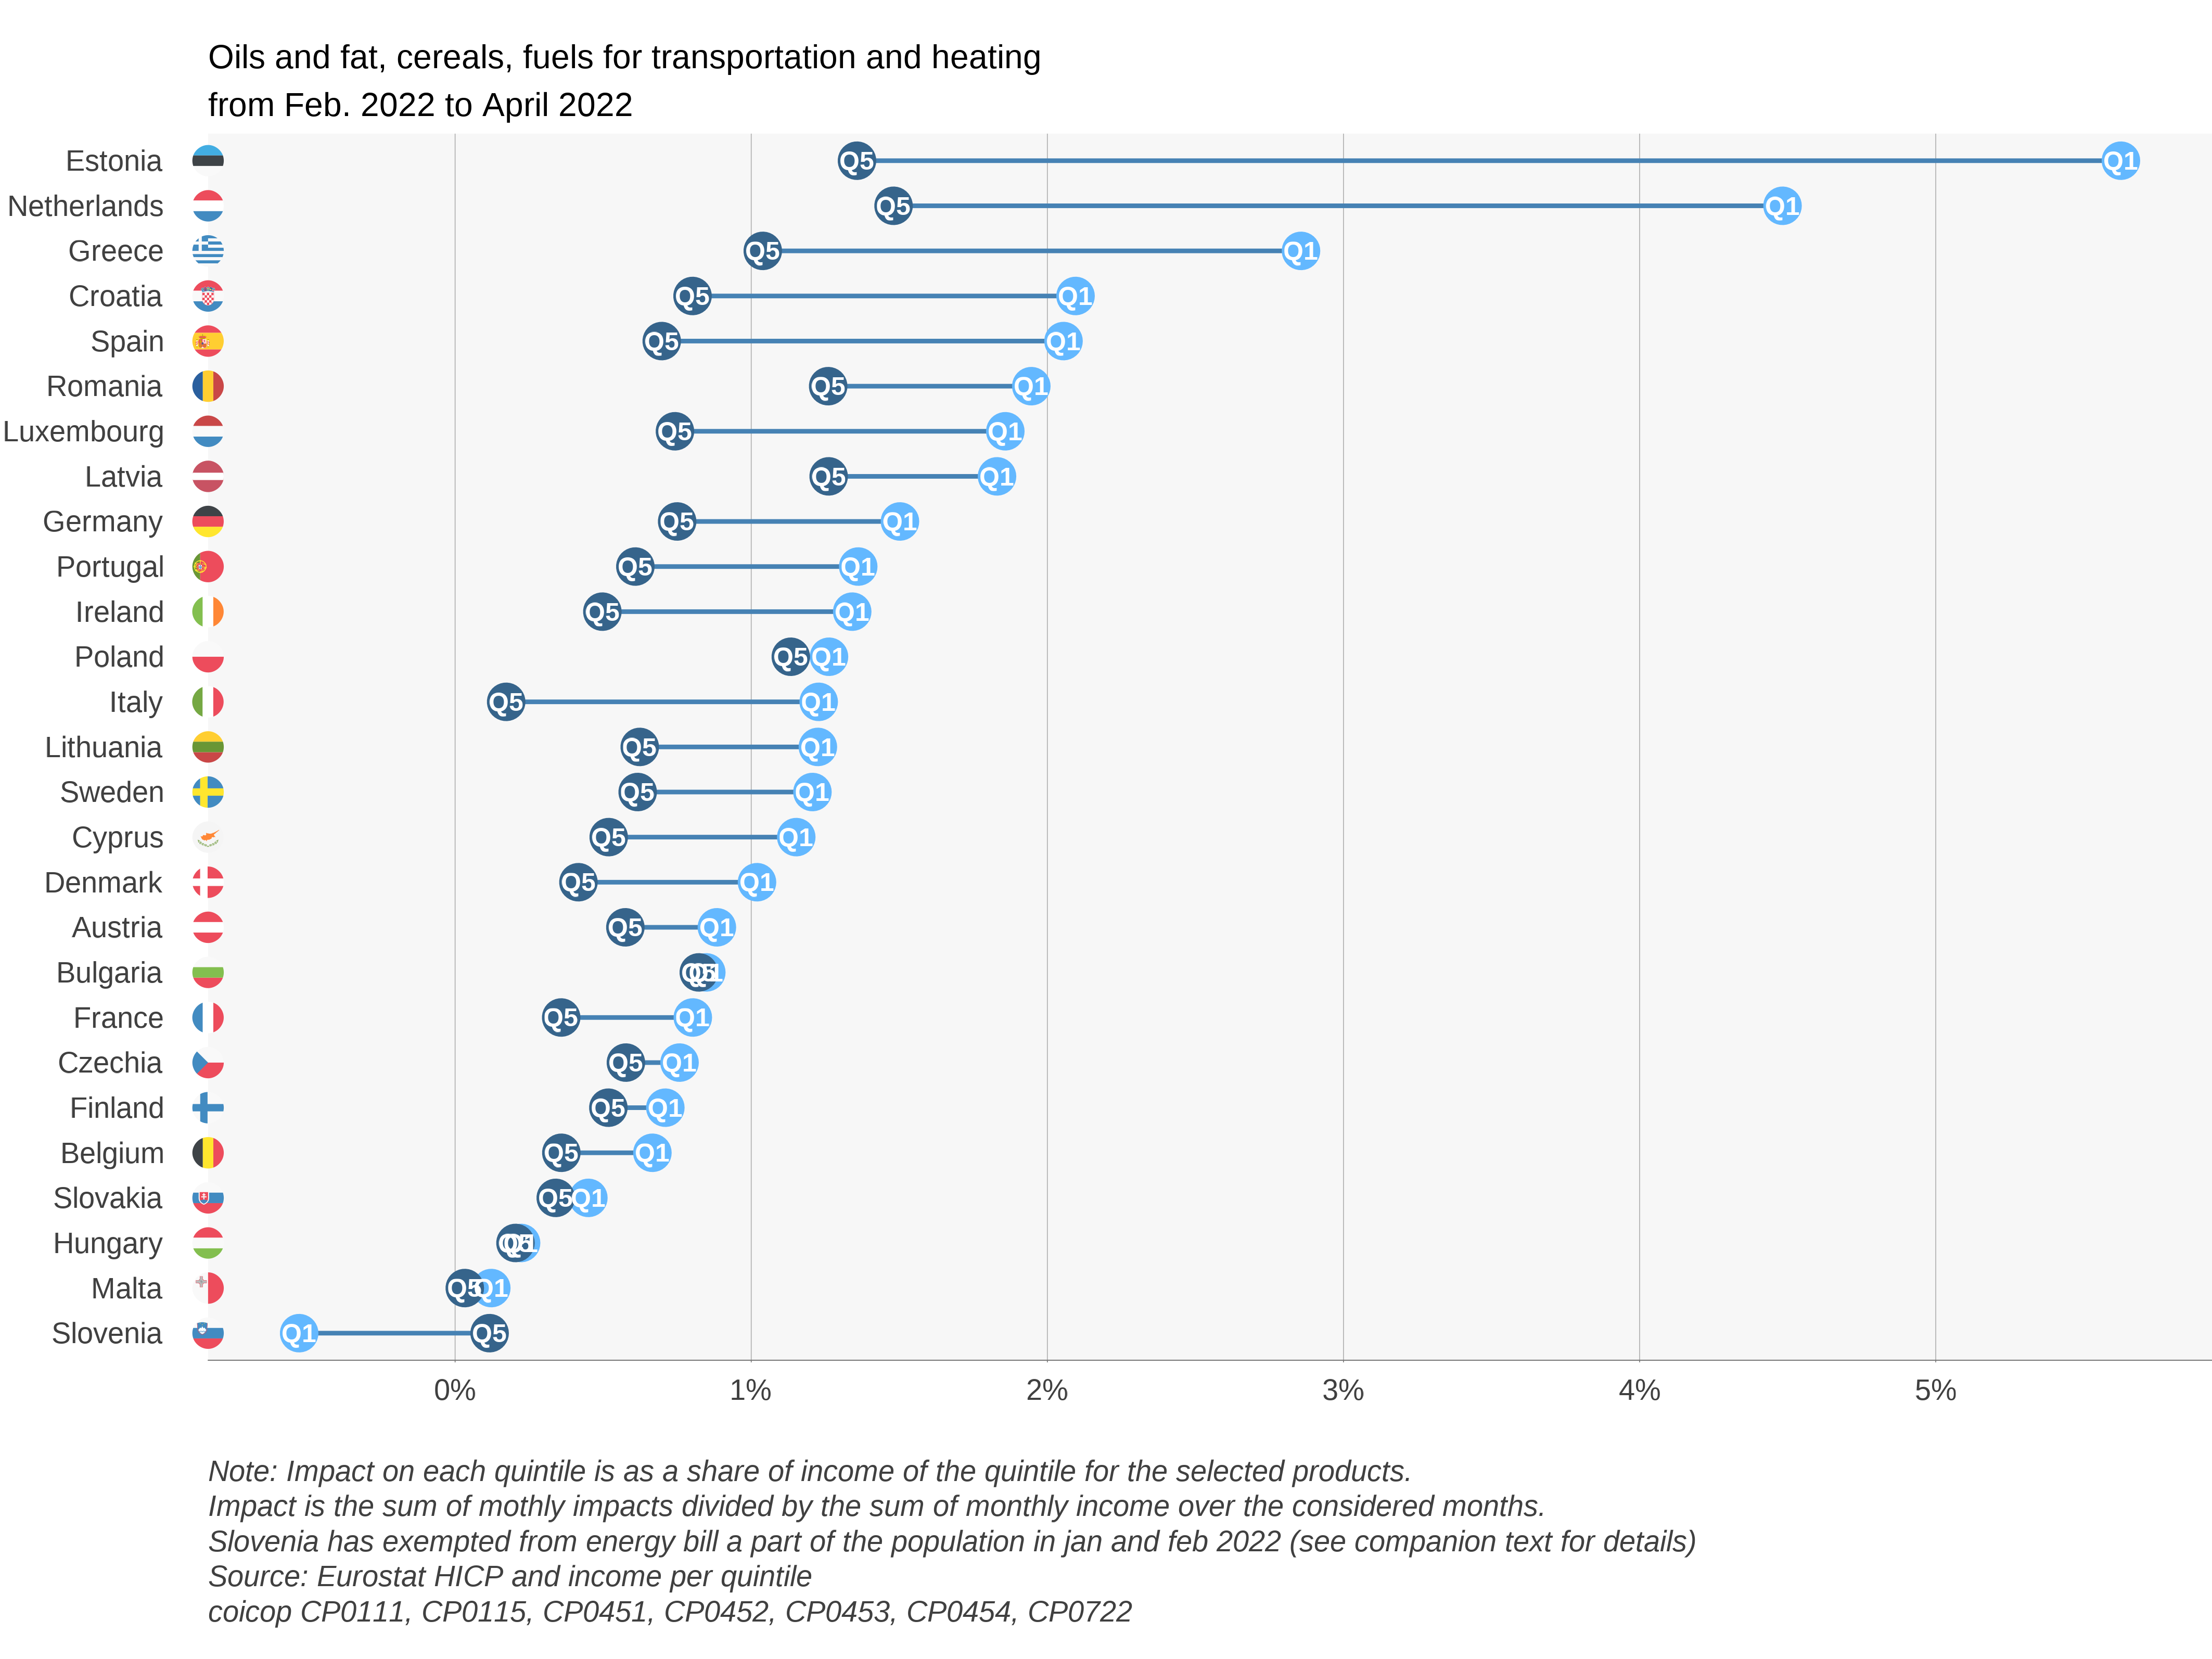 Oils and fat, cereals, fuels for transportation and heating
from Feb. 2022 to April 2022
Estonia Q5 Q1
Netherlands Q5 Q1
Greece Q5 Q1
Croatia Q5 Q1
Spain Q5 Q1
Romania Q5 Q1
Luxembourg Q5 Q1
Latvia Q5 Q1
Germany Q5 Q1
Portugal Q5 Q1
Ireland Q5 Q1
Poland Q5 Q1
Italy Q5 Q1
Lithuania Q5 Q1
Sweden Q5 Q1
Cyprus Q5 Q1
Denmark Q5 Q1
Austria Q5 Q1
Bulgaria Q5 Q1
France Q5 Q1
Czechia Q5 Q1
Finland Q5 Q1
Belgium Q5 Q1
Slovakia Q5 Q1
Hungary Q5 Q1
Malta Q5 Q1
Slovenia Q1 Q5
0% 1% 2% 3% 4% 5%
Note: Impact on each quintile is as a share of income of the quintile for the selected products.
Impact is the sum of mothly impacts divided by the sum of monthly income over the considered months.
Slovenia has exempted from energy bill a part of the population in jan and feb 2022 (see companion text for details)
Source: Eurostat HICP and income per quintile
coicop CP0111, CP0115, CP0451, CP0452, CP0453, CP0454, CP0722